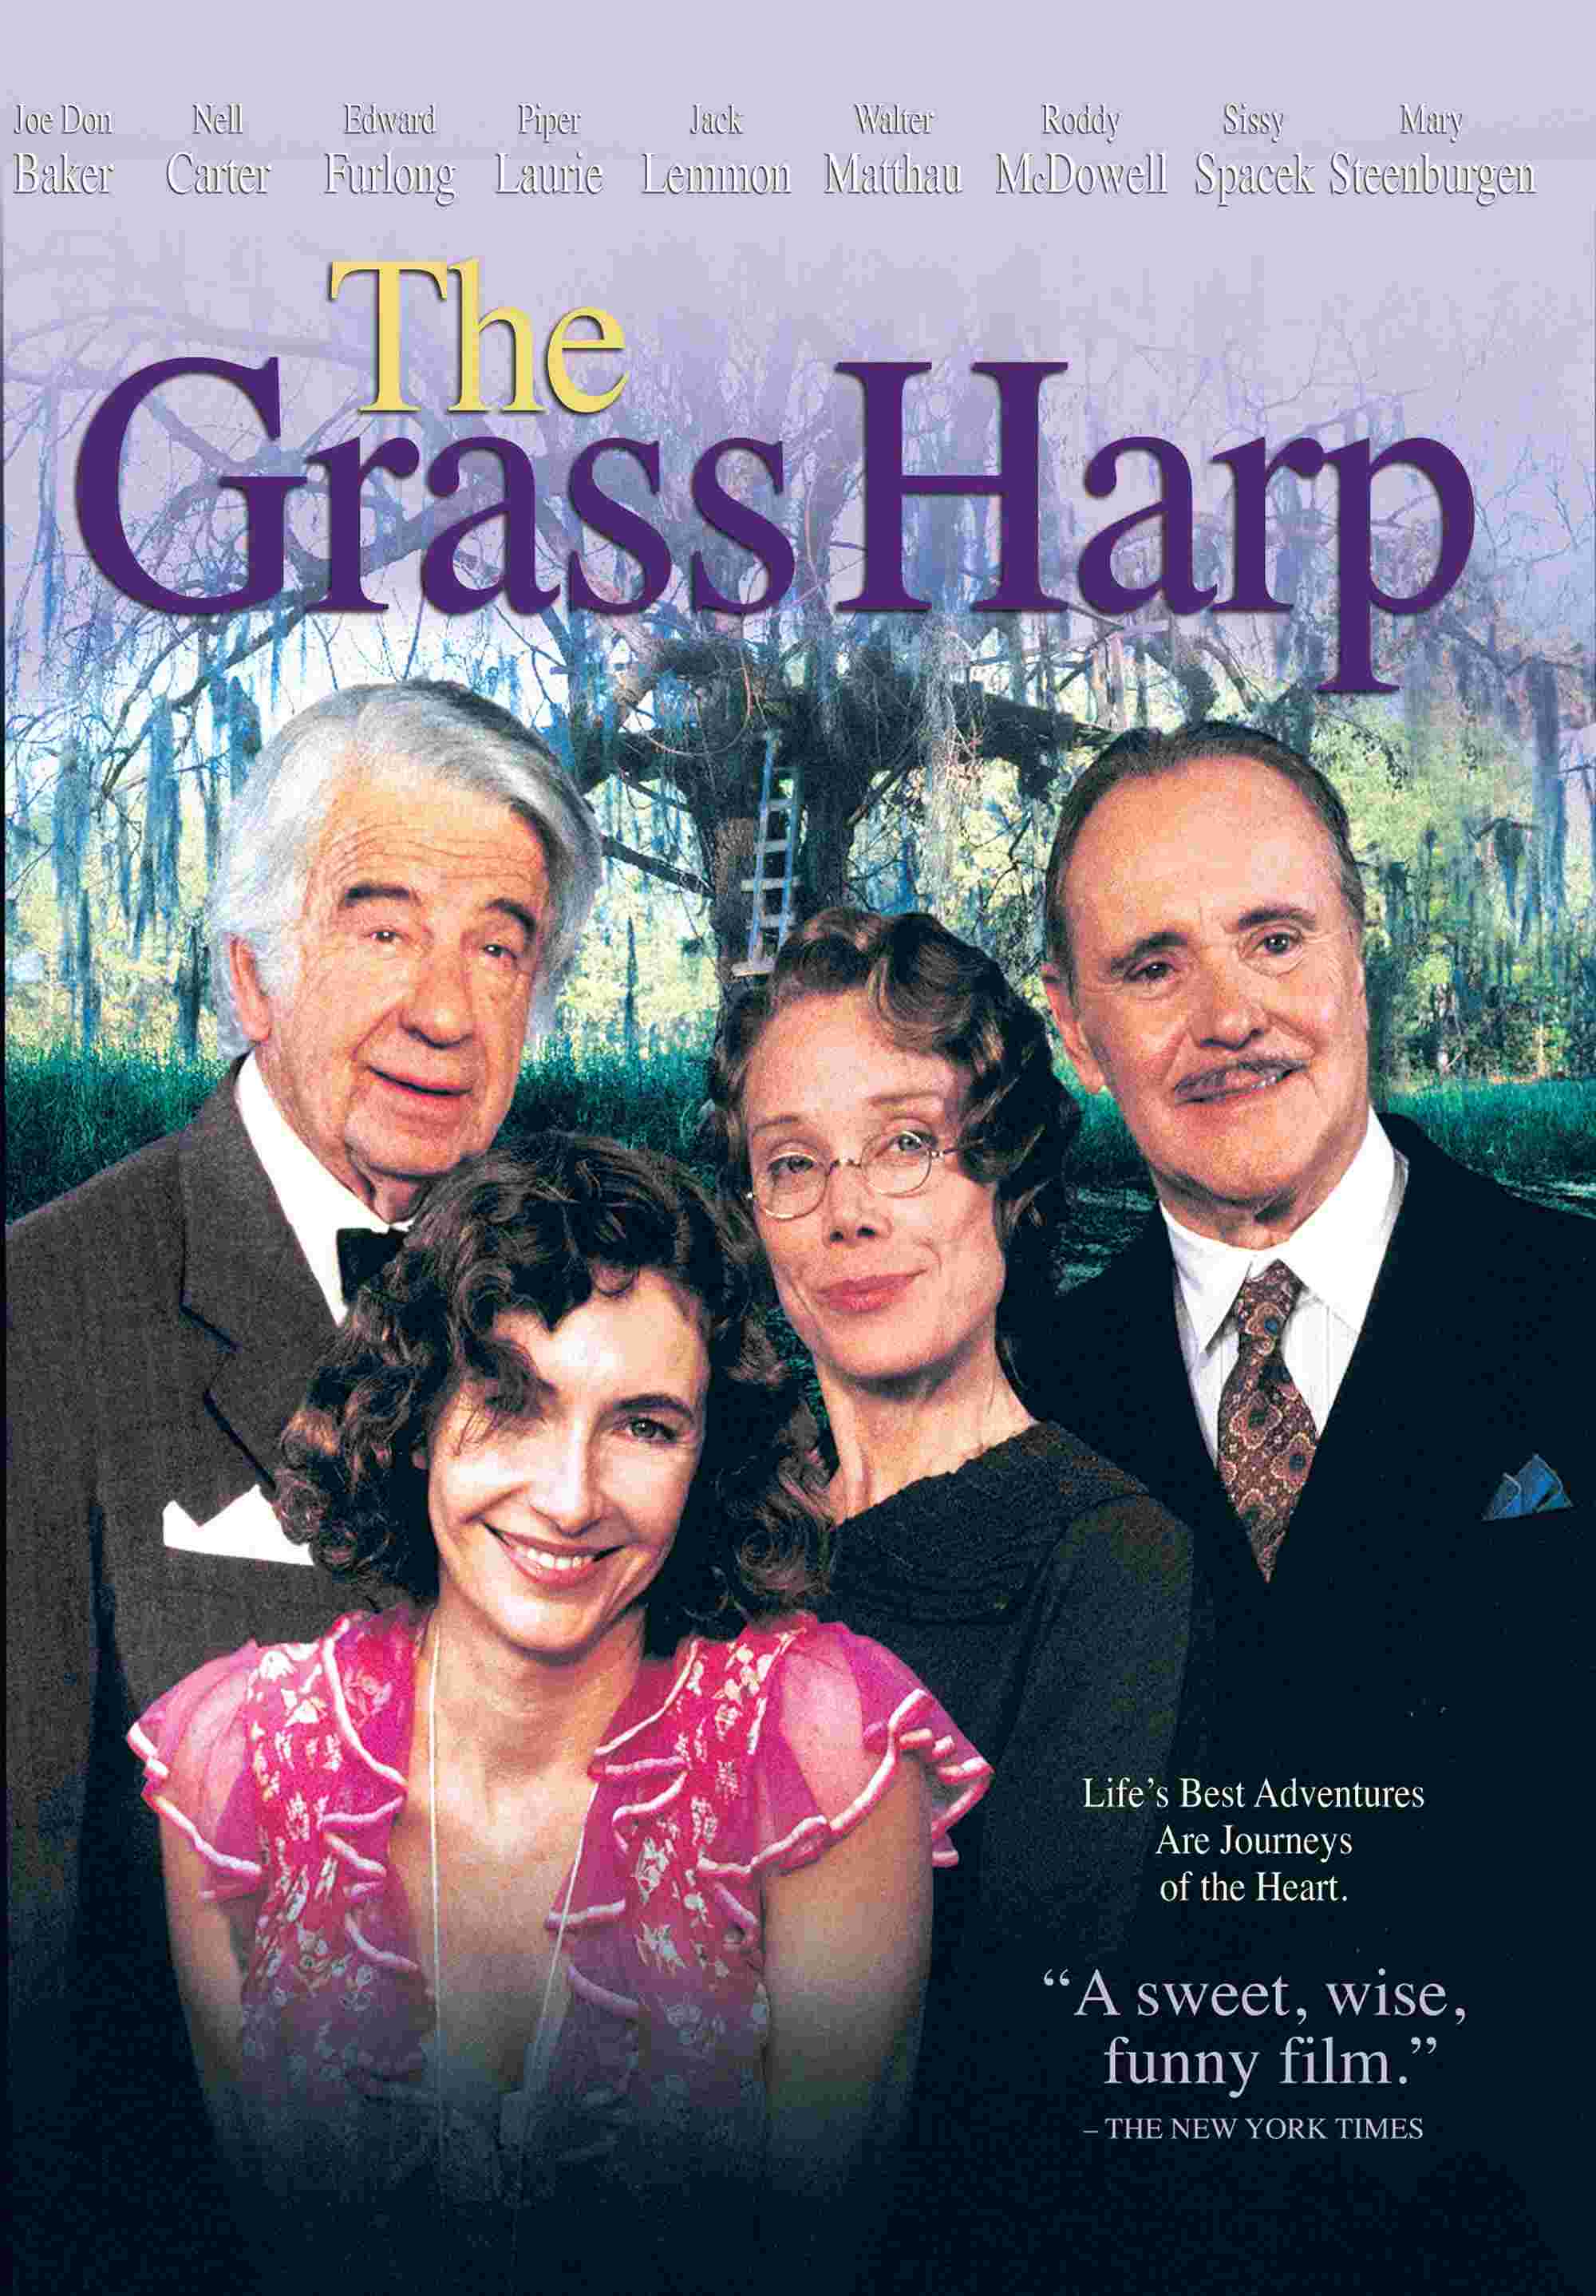 Joe Don Nell Edward Piper Jack Walter Roddy Sissy Mary
Baker Carter Furlong Laurie Lemmon Matthau McDowell Spacek Steenburgen
The
Grass Harp
Life's Best Adventures
Are Journeys
of the Heart.
“A sweet, wise,
funny film.”
– THE NEW YORK TIMES